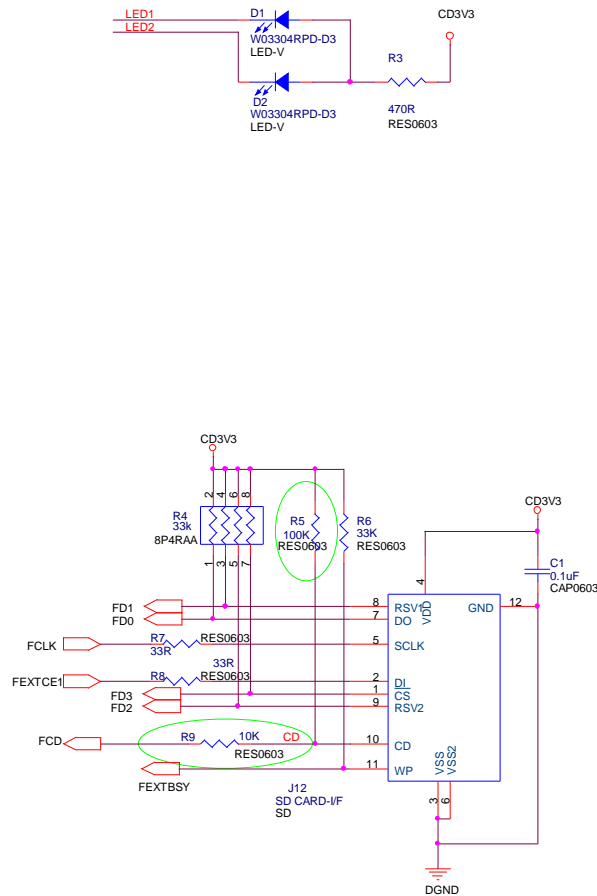 LED1
LED2
D1
W03304RPD-D3
LED-V
CD3V3
R3
D2
W03304RPD-D3
LED-V
470R
RES0603
CD3V3
2
4
6
8
R4
33k
8P4RAA
1
3
5
7
R5
100K
RES0603
R6
33K
RES0603
CD3V3
C1
0.1uF
CAP0603
4
VDD
GND
12
FD1
8
RSV1
FD0
7
DO
FCLK
R7
33R
RES0603
5
SCLK
FEXTCE1
R8
33R
RES0603
2
DI
FD3
1
CS
FD2
9
RSV2
FCD
R9
10K
RES0603
CD
10
CD
FEXTBSY
11
WP
VSS
VSS2
3
6
J12
SD CARD-I/F
SD
DGND